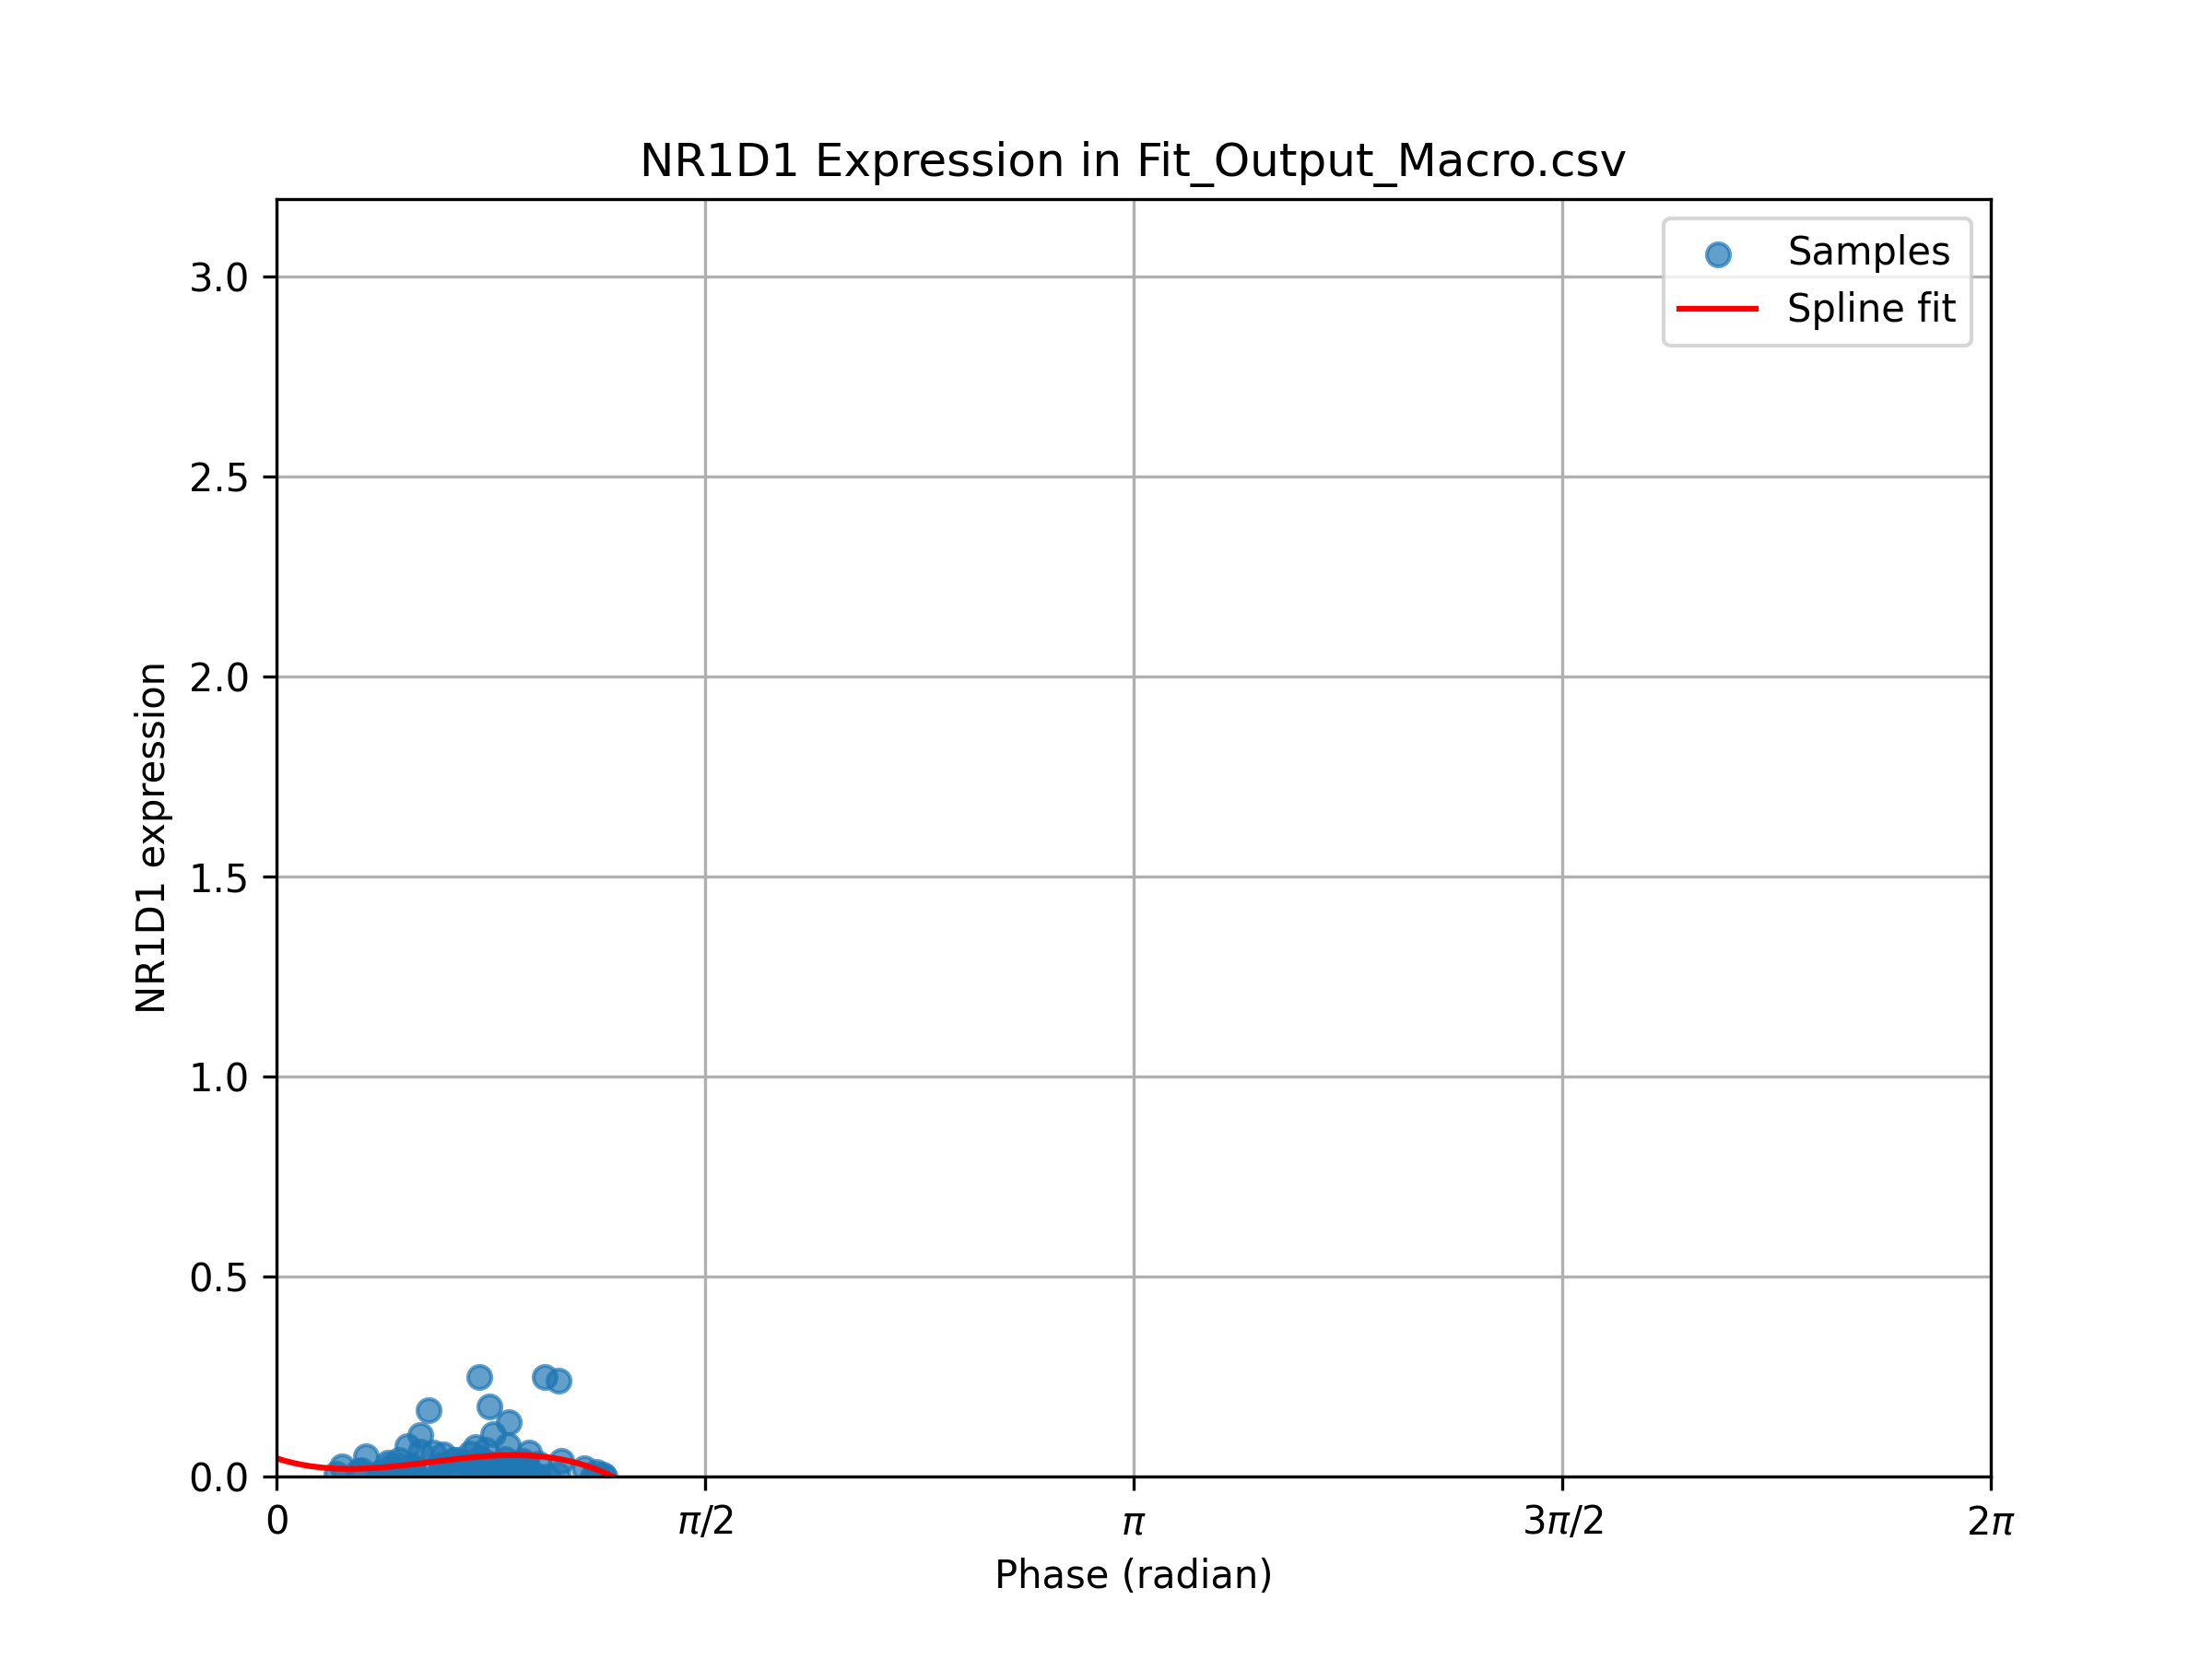 NR1D1 Expression in Fit_Output_Macro.csv
Samples
Spline fit
3.0
2.5
2.0
1.5
1.0
0.5
0.0
NR1D1 expression
0
π/2
π
3π/2
2π
Phase (radian)